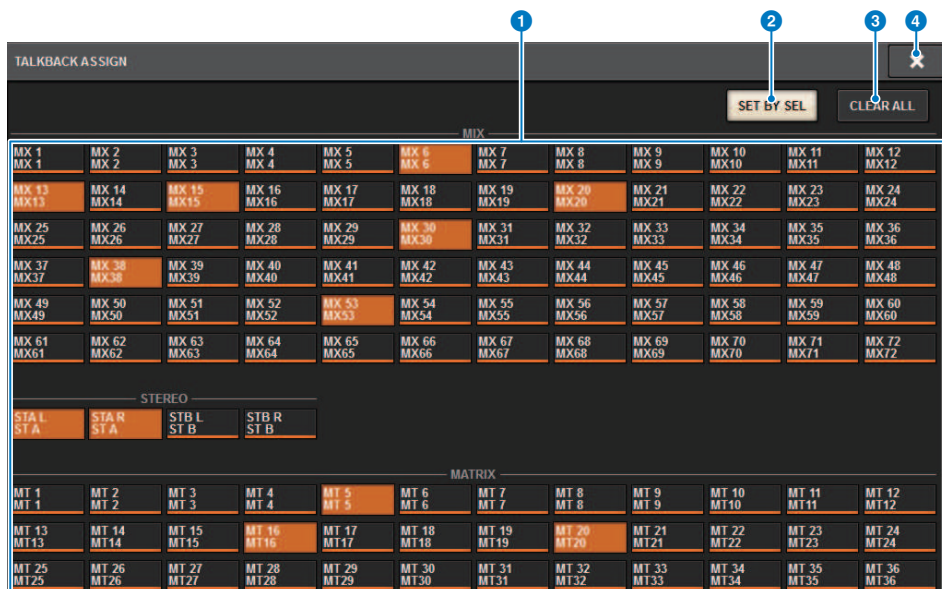 1 2 3 4
TALKBACK ASSIGN ×
SET BY SEL CLEAR ALL
MIX
MX 1 MX 2 MX 3 MX 4 MX 5 MX 6 MX 7 MX 8 MX 9 MX 10 MX 11 MX 12
MX 1 MX 2 MX 3 MX 4 MX 5 MX 6 MX 7 MX 8 MX 9 MX10 MX11 MX12
MX 13 MX 14 MX 15 MX 16 MX 17 MX 18 MX 19 MX 20 MX 21 MX 22 MX 23 MX 24
MX13 MX14 MX15 MX16 MX17 MX18 MX19 MX20 MX21 MX22 MX23 MX24
MX 25 MX 26 MX 27 MX 28 MX 29 MX 30 MX 31 MX 32 MX 33 MX 34 MX 35 MX 36
MX25 MX26 MX27 MX28 MX29 MX30 MX31 MX32 MX33 MX34 MX35 MX36
MX 37 MX 38 MX 39 MX 40 MX 41 MX 42 MX 43 MX 44 MX 45 MX 46 MX 47 MX 48
MX37 MX38 MX39 MX40 MX41 MX42 MX43 MX44 MX45 MX46 MX47 MX48
MX 49 MX 50 MX 51 MX 52 MX 53 MX 54 MX 55 MX 56 MX 57 MX 58 MX 59 MX 60
MX49 MX50 MX51 MX52 MX53 MX54 MX55 MX56 MX57 MX58 MX59 MX60
MX 61 MX 62 MX 63 MX 64 MX 65 MX 66 MX 67 MX 68 MX 69 MX 70 MX 71 MX 72
MX61 MX62 MX63 MX64 MX65 MX66 MX67 MX68 MX69 MX70 MX71 MX72
STEREO
STA L STA R STB L STB R
ST A ST A ST B ST B
MATRIX
MT 1 MT 2 MT 3 MT 4 MT 5 MT 6 MT 7 MT 8 MT 9 MT 10 MT 11 MT 12
MT 1 MT 2 MT 3 MT 4 MT 5 MT 6 MT 7 MT 8 MT 9 MT10 MT11 MT12
MT 13 MT 14 MT 15 MT 16 MT 17 MT 18 MT 19 MT 20 MT 21 MT 22 MT 23 MT 24
MT13 MT14 MT15 MT16 MT17 MT18 MT19 MT20 MT21 MT22 MT23 MT24
MT 25 MT 26 MT 27 MT 28 MT 29 MT 30 MT 31 MT 32 MT 33 MT 34 MT 35 MT 36
MT25 MT26 MT27 MT28 MT29 MT30 MT31 MT32 MT33 MT34 MT35 MT36